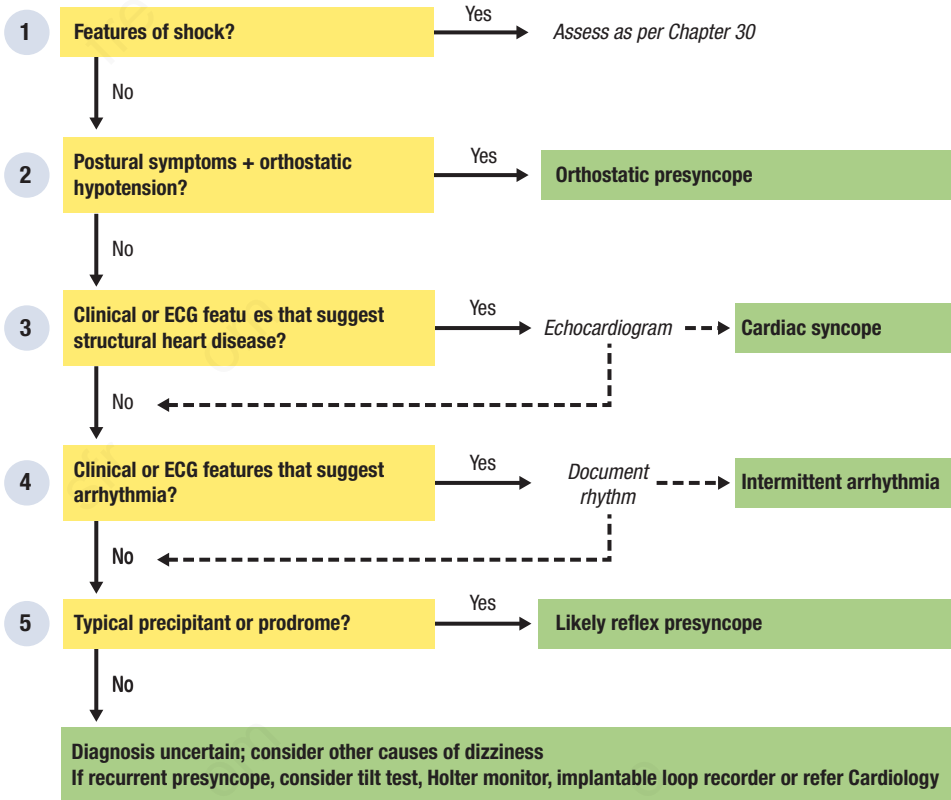 1
Features of shock?
Yes
Assess as per Chapter 30
No
2
Postural symptoms + orthostatic
hypotension?
Yes
Orthostatic presyncope
No
3
Clinical or ECG featu es that suggest
structural heart disease?
Yes
Echocardiogram
Cardiac syncope
No
4
Clinical or ECG features that suggest
arrhythmia?
Yes
Document
rhythm
Intermittent arrhythmia
No
5
Typical precipitant or prodrome?
Yes
Likely reflex presyncope
No
Diagnosis uncertain; consider other causes of dizziness
If recurrent presyncope, consider tilt test, Holter monitor, implantable loop recorder or refer Cardiology